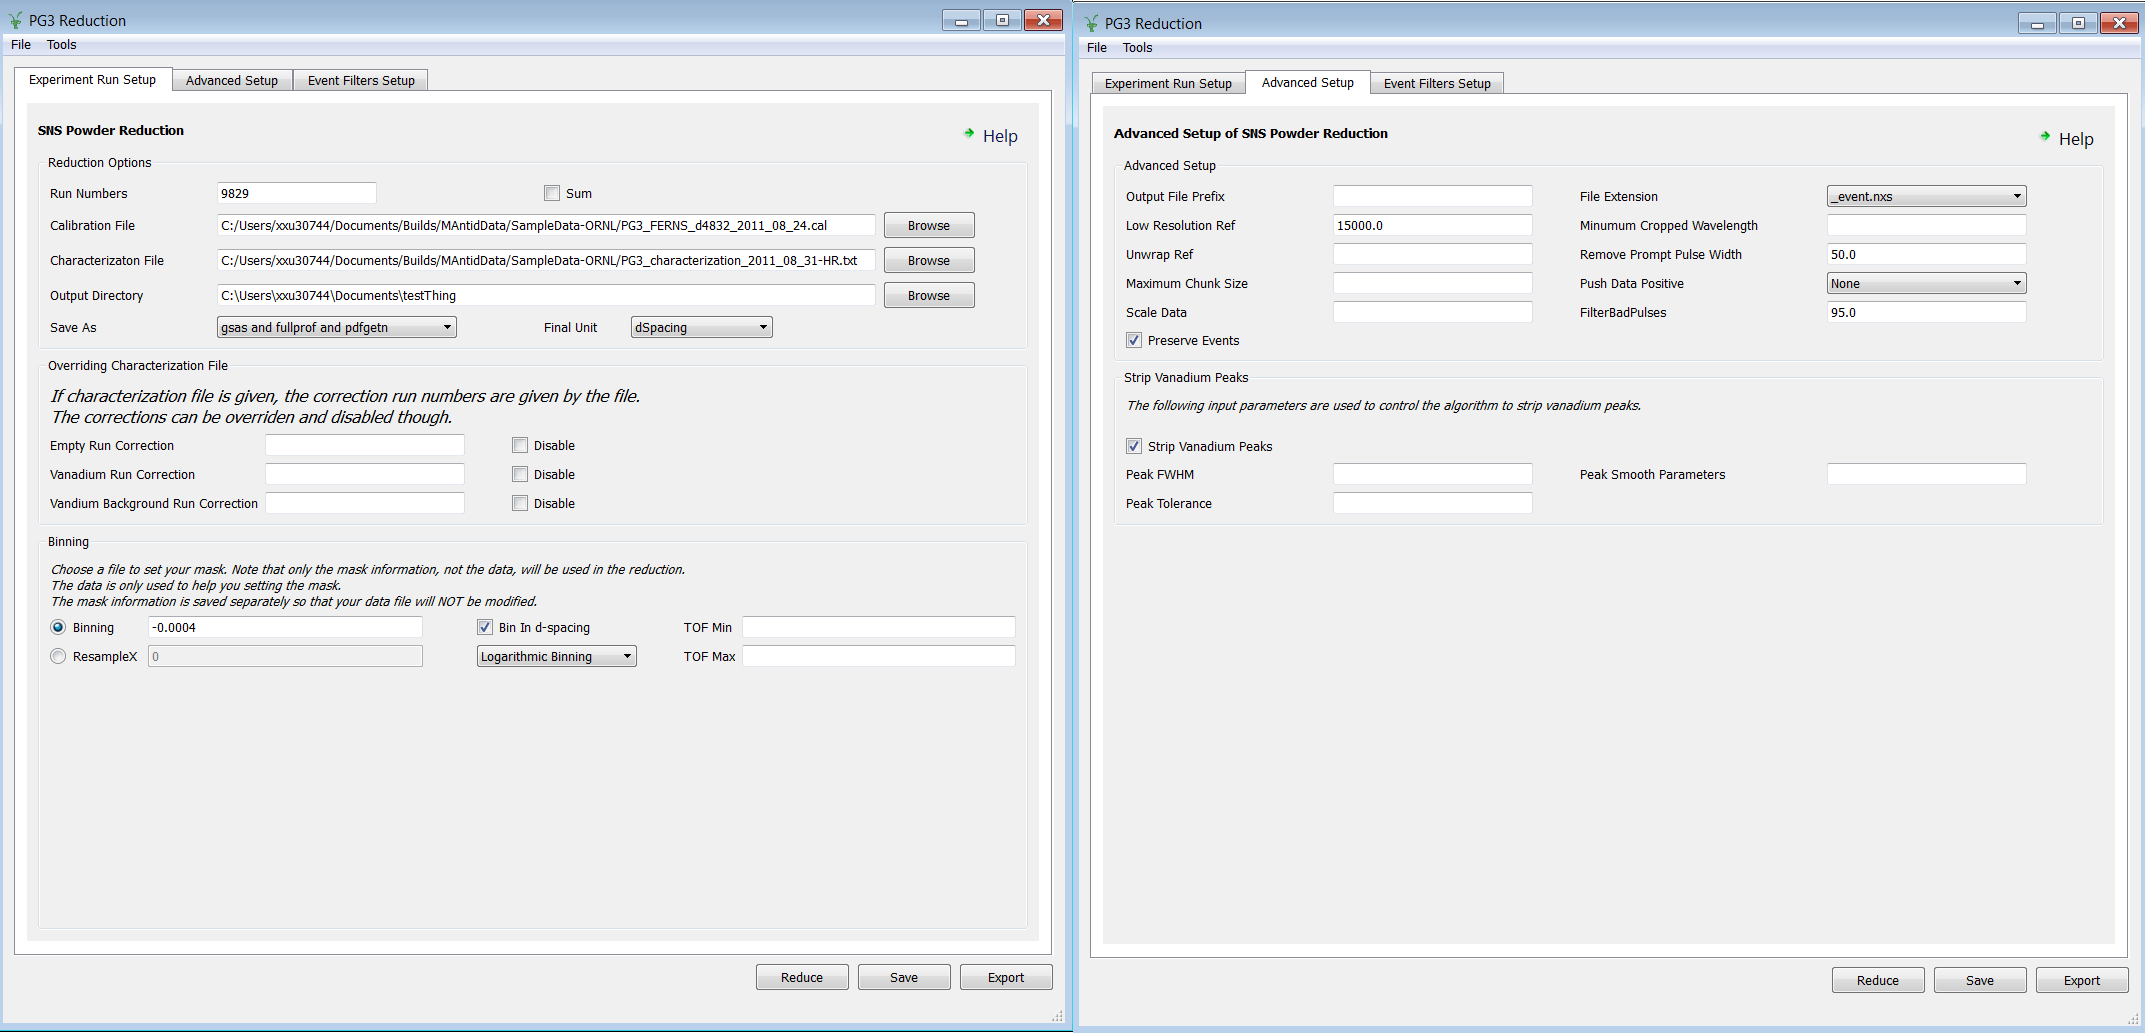 PG3 Reduction
File Tools
Experiment Run Setup Advanced Setup Event Filters Setup
SNS Powder Reduction
Help
Reduction Options
Run Numbers 9829 Sum
Calibration File C:/Users/xxu30744/Documents/Builds/MAntidData/SampleData-ORNL/PG3_FERNS_d4832_2011_08_24.cal Browse
Characterizaton File C:/Users/xxu30744/Documents/Builds/MAntidData/SampleData-ORNL/PG3_characterization_2011_08_31-HR.txt Browse
Output Directory C:\Users\xxu30744\Documents\testThing Browse
Save As gsas and fullprof and pdfgetn Final Unit dSpacing
Overriding Characterization File
If characterization file is given, the correction run numbers are given by the file.
The corrections can be overriden and disabled though.
Empty Run Correction Disable
Vanadium Run Correction Disable
Vandium Background Run Correction Disable
Binning
Choose a file to set your mask. Note that only the mask information, not the data, will be used in the reduction.
The data is only used to help you setting the mask.
The mask information is saved separately so that your data file will NOT be modified.
Binning -0.0004 Bin In d-spacing TOF Min
ResampleX 0 Logarithmic Binning TOF Max
Reduce Save Export
PG3 Reduction
File Tools
Experiment Run Setup Advanced Setup Event Filters Setup
Advanced Setup of SNS Powder Reduction
Help
Advanced Setup
Output File Prefix File Extension _event.nxs
Low Resolution Ref 15000.0 Minumum Cropped Wavelength
Unwrap Ref Remove Prompt Pulse Width 50.0
Maximum Chunk Size Push Data Positive None
Scale Data FilterBadPulses 95.0
Preserve Events
Strip Vanadium Peaks
The following input parameters are used to control the algorithm to strip vanadium peaks.
Strip Vanadium Peaks
Peak FWHM Peak Smooth Parameters
Peak Tolerance
Reduce Save Export